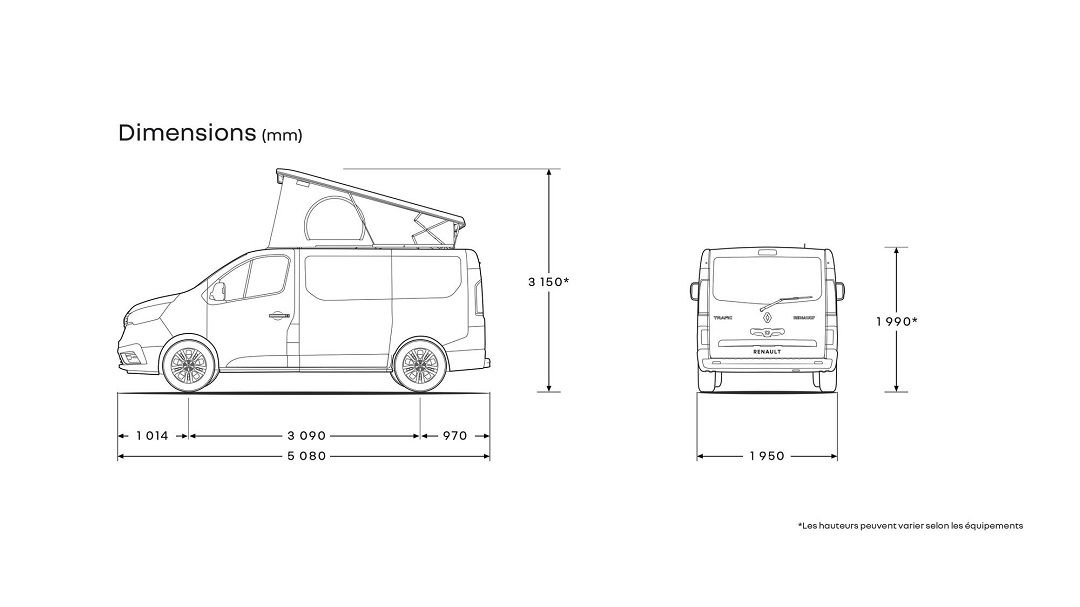 Dimensions (mm)
3 150*
1 990*
TRAFIC RENAULT
RENAULT
1 014 3 090 970
5 080
1 950
*Les hauteurs peuvent varier selon les équipements